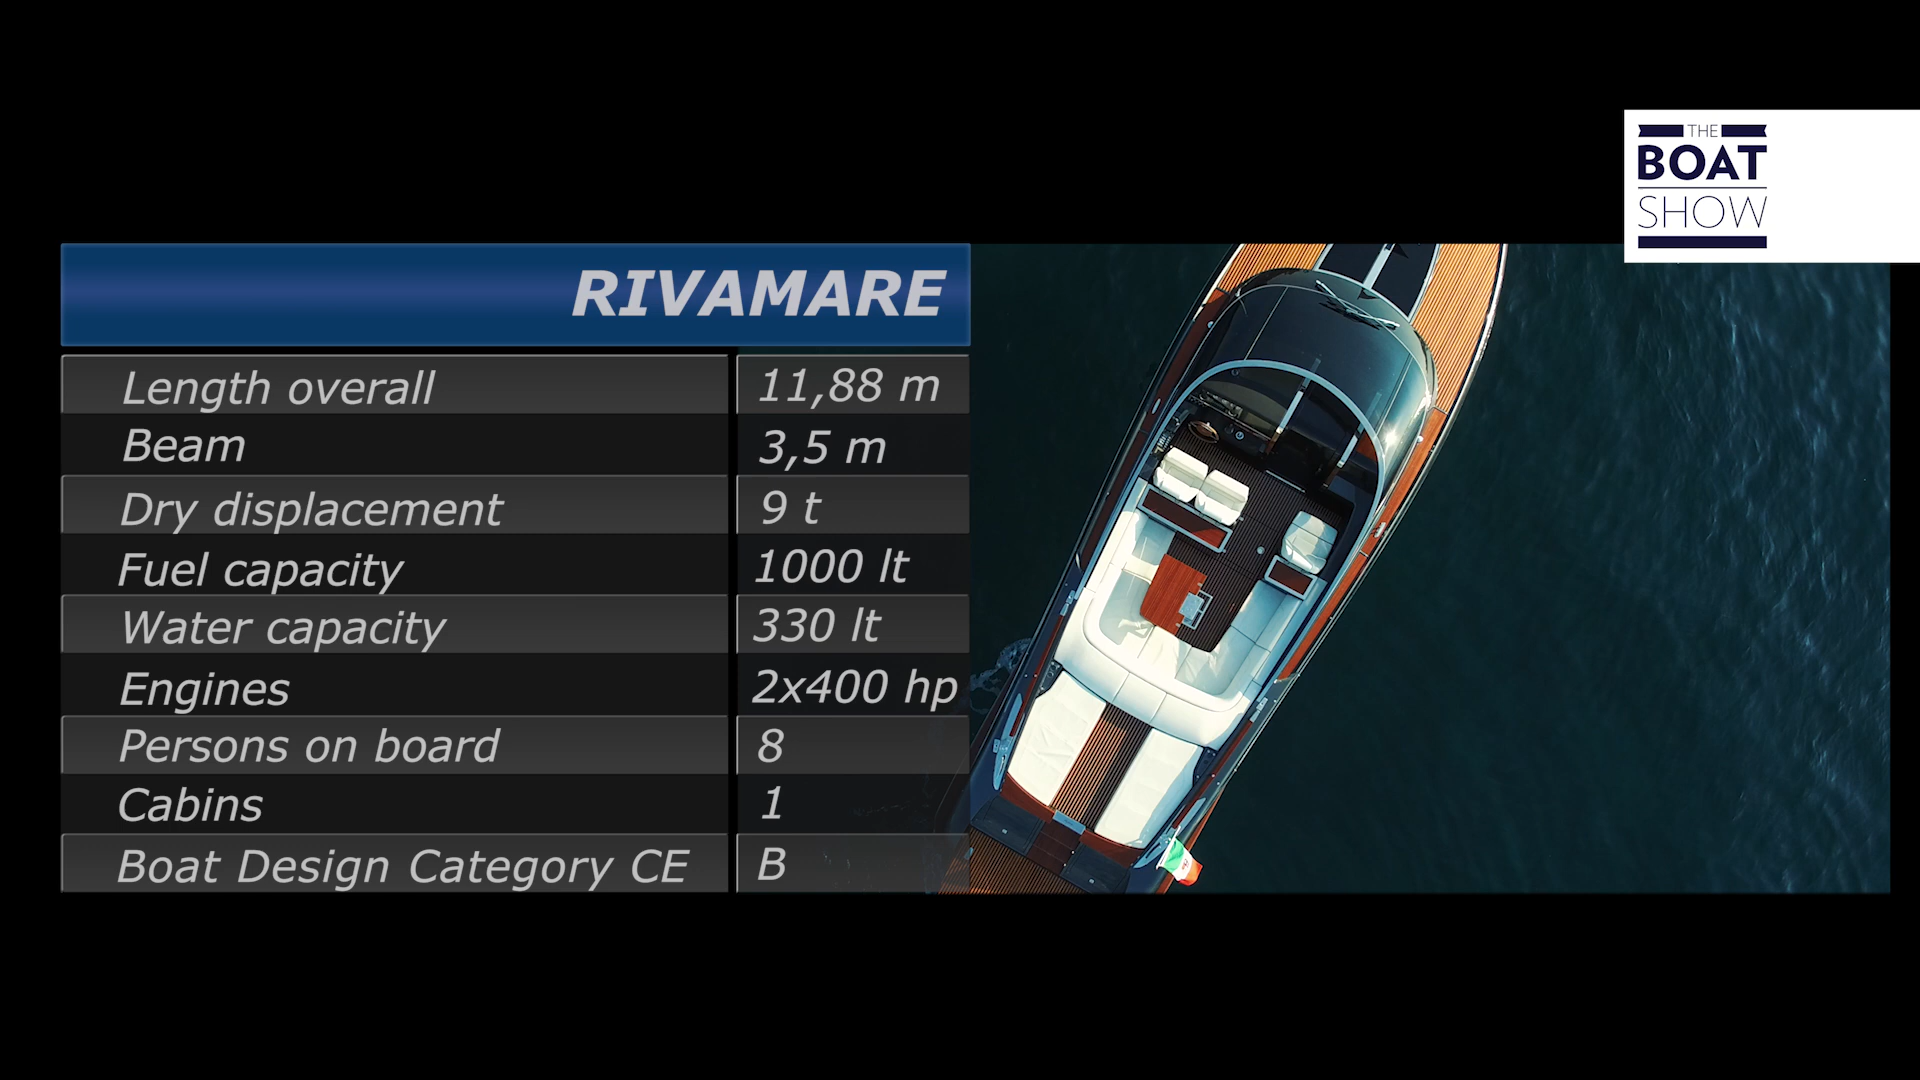 THE
BOAT
SHOW
RIVAMARE
Length overall 11,88 m
Beam 3,5 m
Dry displacement 9 t
Fuel capacity 1000 lt
Water capacity 330 lt
Engines 2x400 hp
Persons on board 8
Cabins 1
Boat Design Category CE B